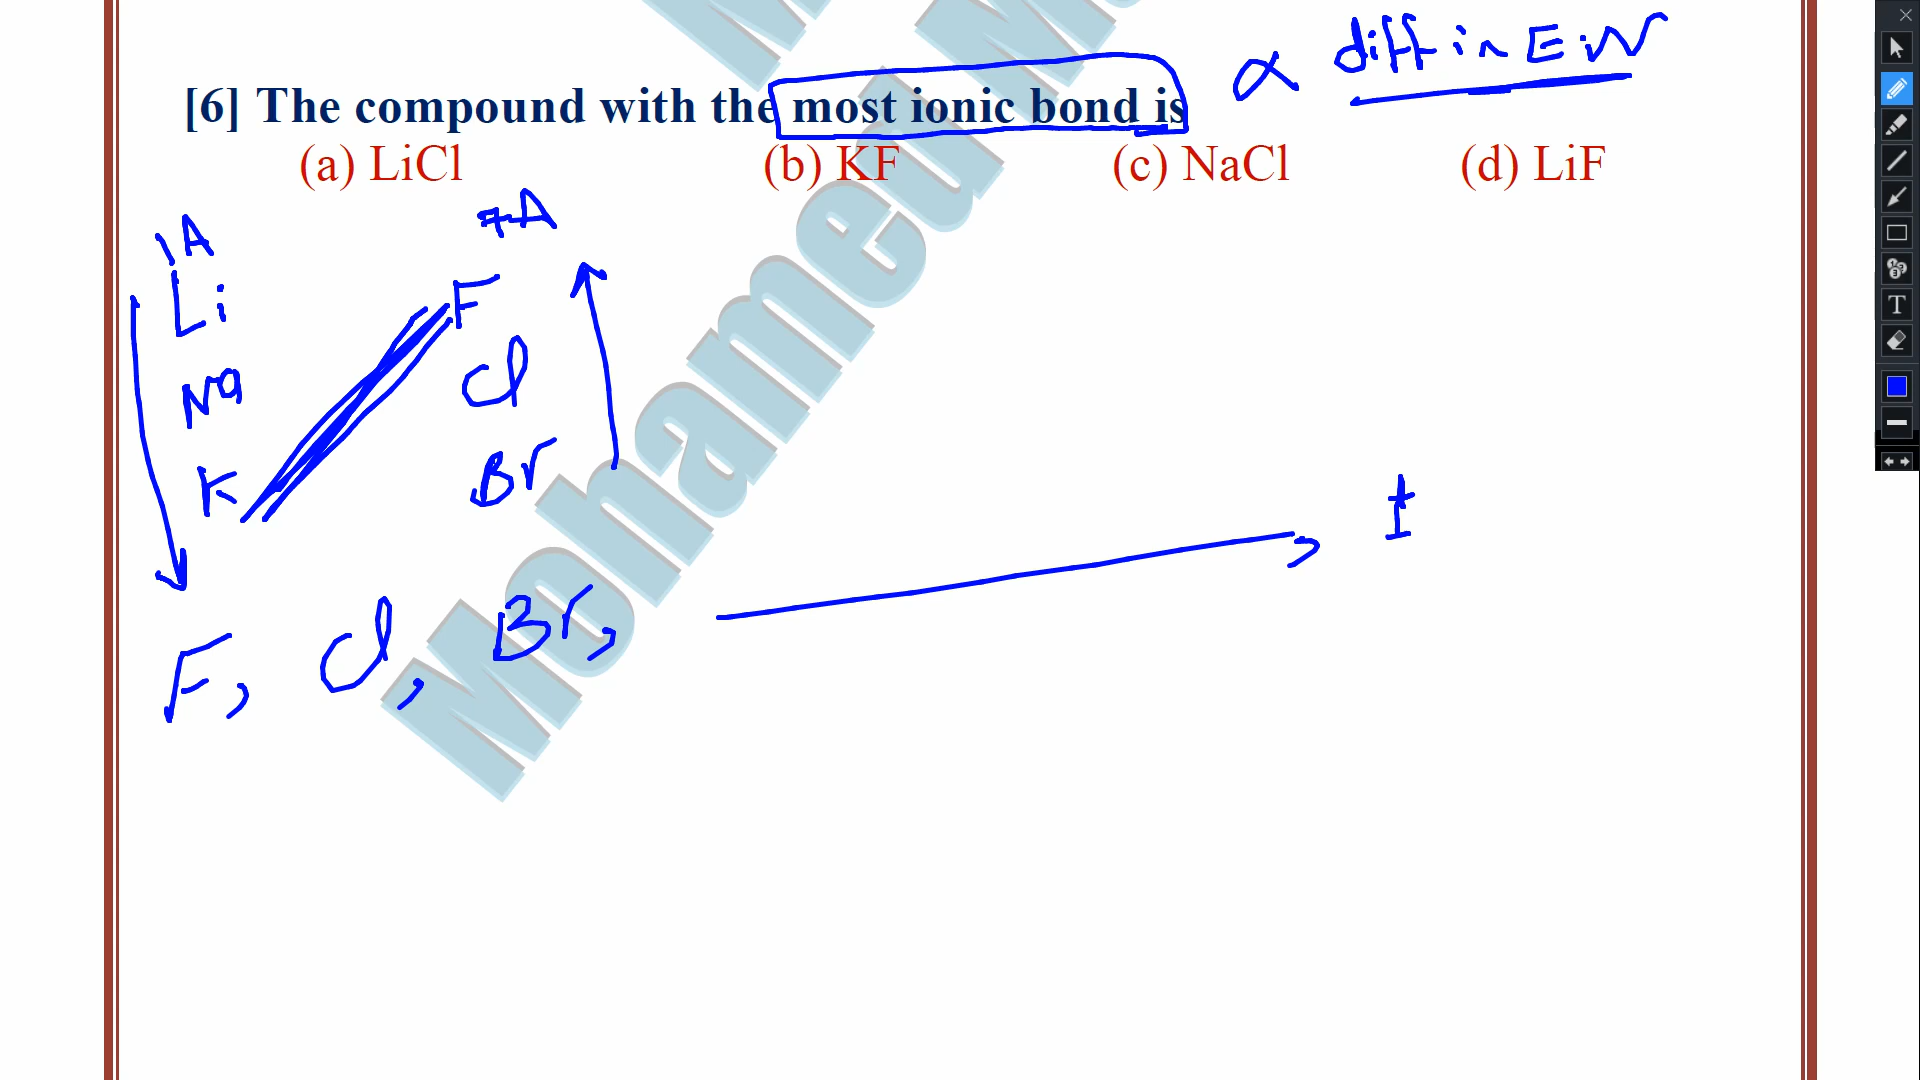 ∝ diff in E.N
[6] The compound with the most ionic bond is
(a) LiCl (b) KF (c) NaCl (d) LiF
1A 7A
Li F
Na Cl
K Br
F, Cl, Br,
Mohamed
T